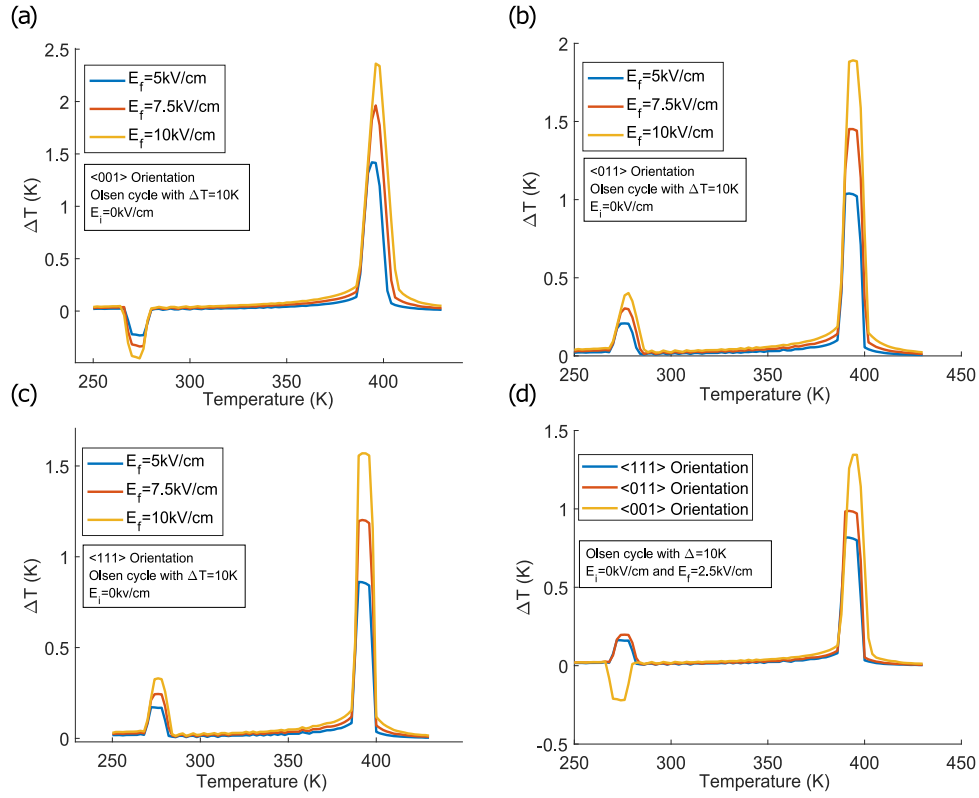 (a)
2.5
2
1.5
1
0.5
0
ΔT (K)
E_f=5kV/cm
E_f=7.5kV/cm
E_f=10kV/cm
<001> Orientation
Olsen cycle with ΔT=10K
E_i=0kV/cm
250 300 350 400
Temperature (K)
(b)
2
1.5
1
0.5
0
ΔT (K)
E_f=5kV/cm
E_f=7.5kV/cm
E_f=10kV/cm
<011> Orientation
Olsen cycle with ΔT=10K
E_i=0kV/cm
250 300 350 400 450
Temperature (K)
(c)
1.5
1
0.5
0
ΔT (K)
E_f=5kV/cm
E_f=7.5kV/cm
E_f=10kV/cm
<111> Orientation
Olsen cycle with ΔT=10K
E_i=0kv/cm
250 300 350 400
Temperature (K)
(d)
1.5
1
0.5
0
-0.5
ΔT (K)
<111> Orientation
<011> Orientation
<001> Orientation
Olsen cycle with Δ=10K
E_i=0kV/cm and E_f=2.5kV/cm
250 300 350 400 450
Temperature (K)